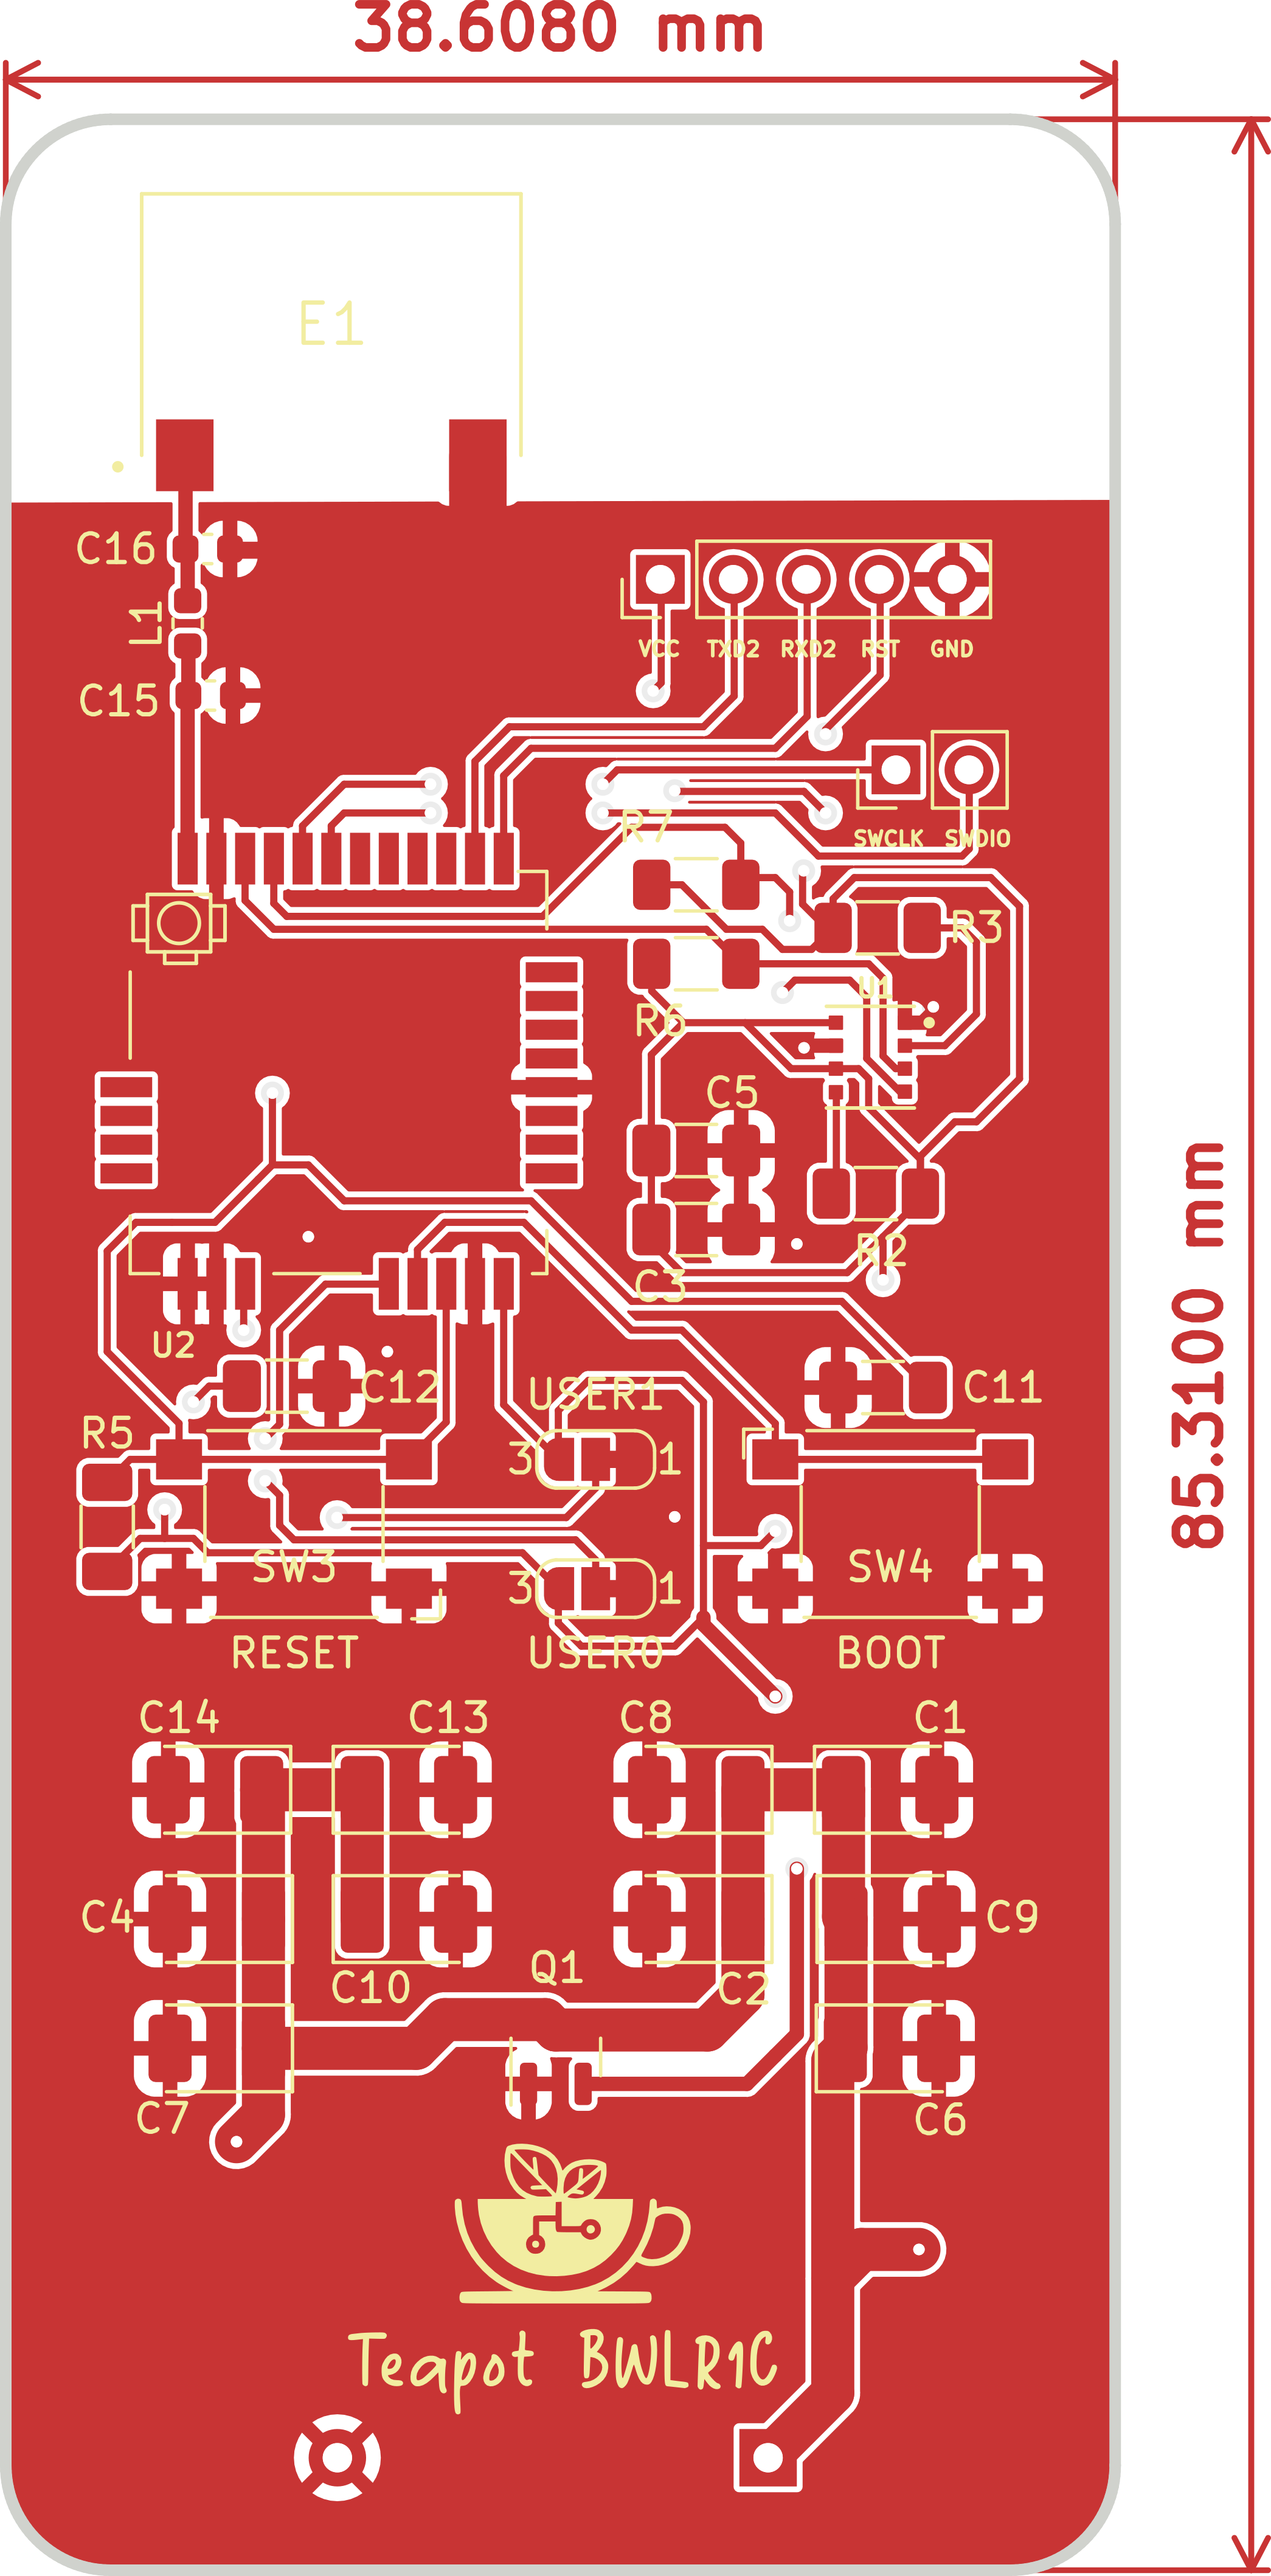 38.6080 mm
E1
C16
L1
C15
VCC TXD2 RXD2 RST GND
R7
SWCLK SWDIO
R3
U1
R6
C5
R2
C3
85.3100 mm
U2
C12
USER1
C11
R5
3 1
SW3
SW4
3 1
RESET
USER0
BOOT
C14
C13
C8
C1
C4
C9
C10
Q1
C2
C7
C6
Teapot BWLR1C